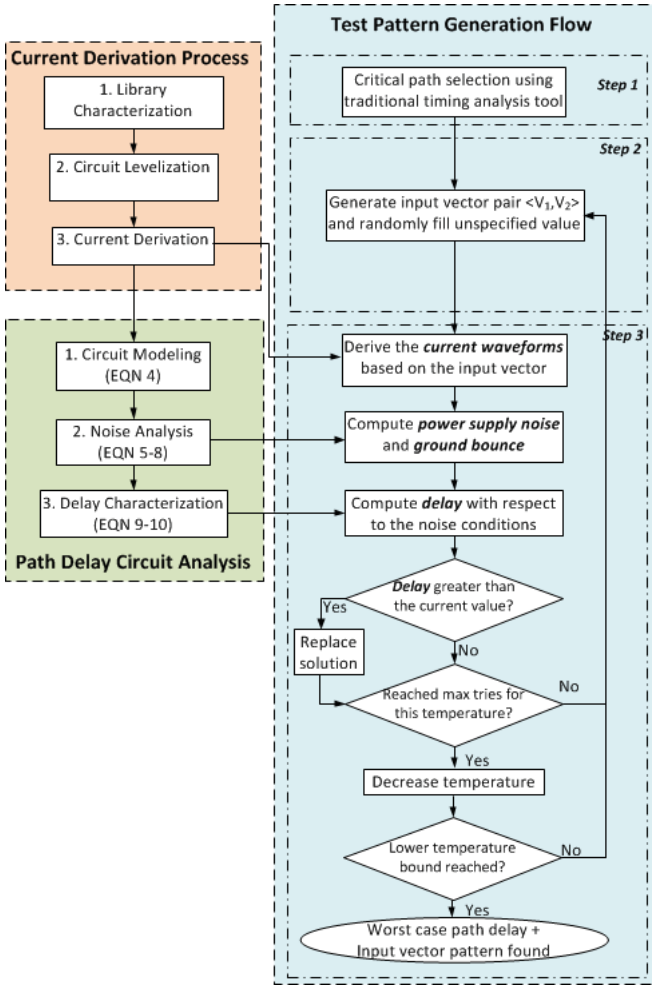 Current Derivation Process
1. Library
Characterization
2. Circuit Levelization
3. Current Derivation
1. Circuit Modeling
(EQN 4)
2. Noise Analysis
(EQN 5-8)
3. Delay Characterization
(EQN 9-10)
Path Delay Circuit Analysis
Test Pattern Generation Flow
Step 1
Critical path selection using
traditional timing analysis tool
Step 2
Generate input vector pair <V₁,V₂>
and randomly fill unspecified value
Step 3
Derive the current waveforms
based on the input vector
Compute power supply noise
and ground bounce
Compute delay with respect
to the noise conditions
Delay greater than
the current value?
Yes
Replace
solution
No
Reached max tries for
this temperature?
No
Yes
Decrease temperature
Lower temperature
bound reached?
No
Yes
Worst case path delay +
Input vector pattern found